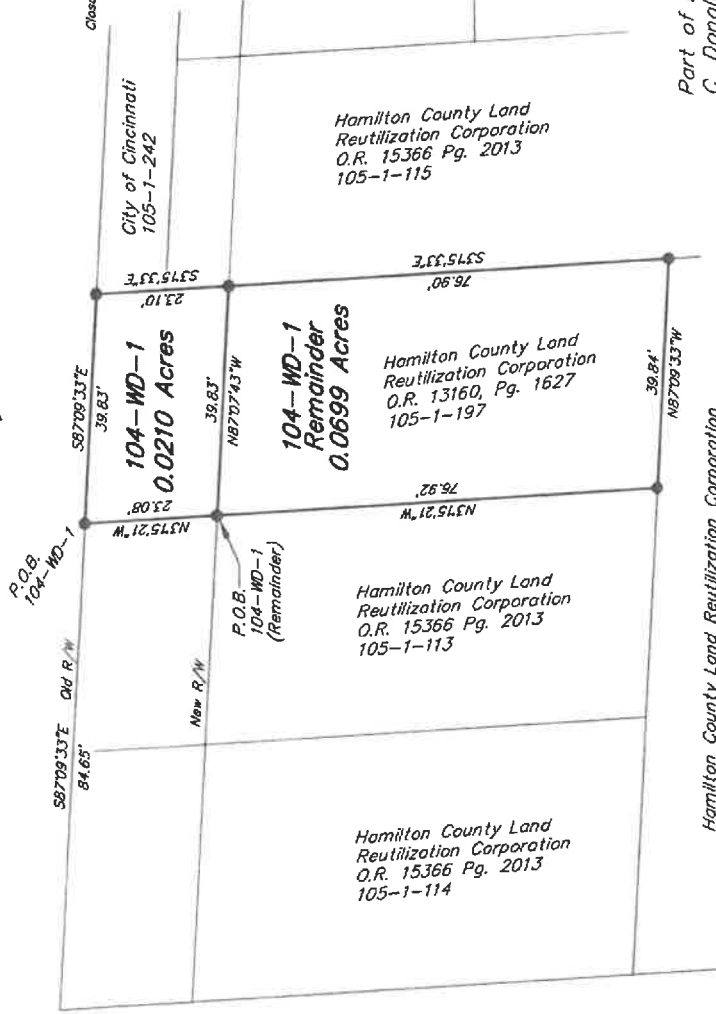 Close
City of Cincinnati
105-1-242
Hamilton County Land
Reutilization Corporation
O.R. 15366 Pg. 2013
105-1-115
Part of
C. Donal
S87°09'33"E
39.83'
S3°15'33"E
23.10'
104-WD-1
0.0210 Acres
39.83'
N87°07'43"W
S3°15'33"E
76.90'
104-WD-1
Remainder
0.0699 Acres
Hamilton County Land
Reutilization Corporation
O.R. 13160, Pg. 1627
105-1-197
39.84'
N87°09'33"W
P.O.B.
104-WD-1
23.08'
N3°15'21"W
76.92'
N3°15'21"W
P.O.B.
104-WD-1
(Remainder)
Hamilton County Land
Reutilization Corporation
O.R. 15366 Pg. 2013
105-1-113
S87°09'33"E Old R/W
84.65'
New R/W
Hamilton County Land
Reutilization Corporation
O.R. 15366 Pg. 2013
105-1-114
Hamilton County Land Reutilization Corporation